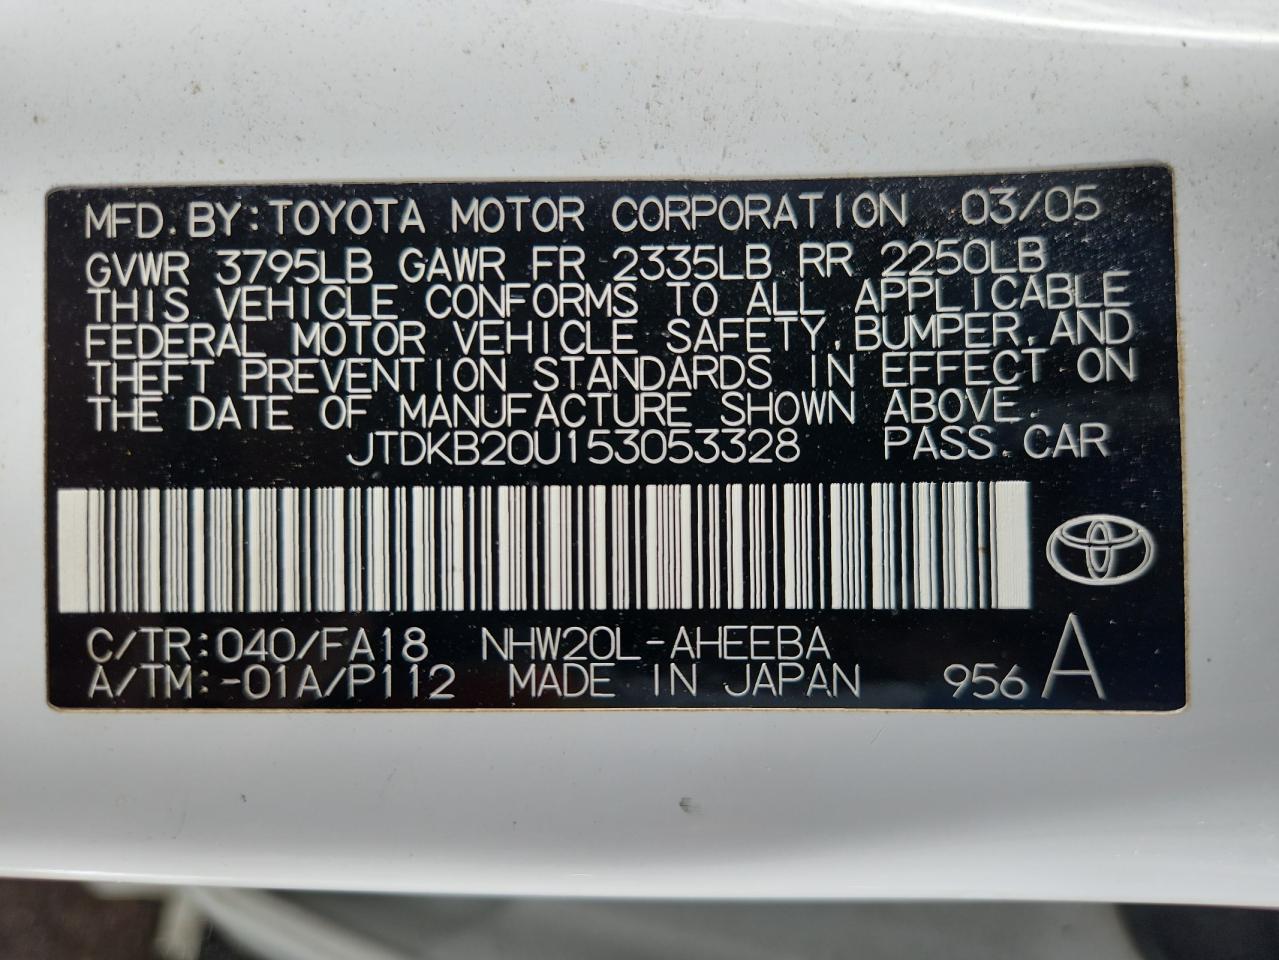 MFD. BY: TOYOTA MOTOR CORPORATION 03/05
GVWR 3795LB GAWR FR 2335LB RR 2250LB
THIS VEHICLE CONFORMS TO ALL APPLICABLE
FEDERAL MOTOR VEHICLE SAFETY, BUMPER, AND
THEFT PREVENTION STANDARDS IN EFFECT ON
THE DATE OF MANUFACTURE SHOWN ABOVE.
JTDKB20U153053328 PASS. CAR
C/TR: 040/FA18 NHW20L-AHEEBA
A/TM: -01A/P112 MADE IN JAPAN 956 A